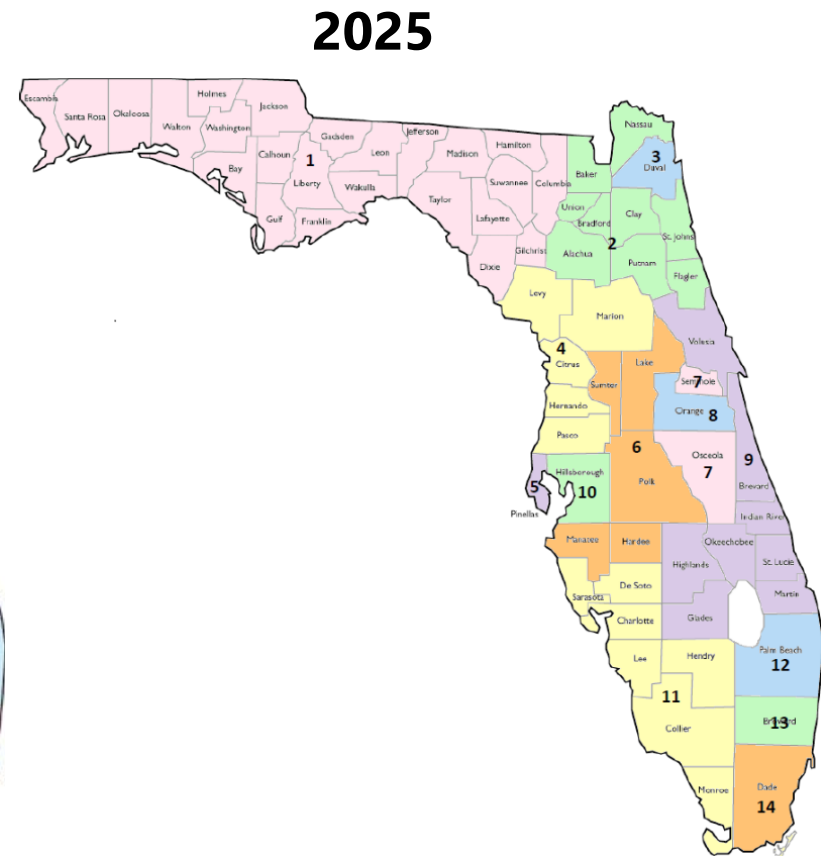 2025
Escambia
Santa Rosa
Okaloosa
Holmes
Walton
Washington
Jackson
Bay
Calhoun
1
Liberty
Gulf
Franklin
Gadsden
Leon
Wakulla
Jefferson
Madison
Taylor
Hamilton
Suwannee
Lafayette
Columbia
Dixie
Gilchrist
Nassau
3
Duval
Baker
Union
Bradford
Clay
2
St. Johns
Alachua
Putnam
Flagler
Levy
Marion
4
Citrus
Volusia
Lake
Sumter
Seminole
7
Hernando
Orange
8
Pasco
6
Osceola
7
9
Brevard
Hillsborough
10
5
Pinellas
Polk
Indian River
Manatee
Hardee
Highlands
Okeechobee
St. Lucie
De Soto
Sarasota
Martin
Charlotte
Glades
Palm Beach
12
Lee
Hendry
11
Collier
13
Monroe
Dade
14